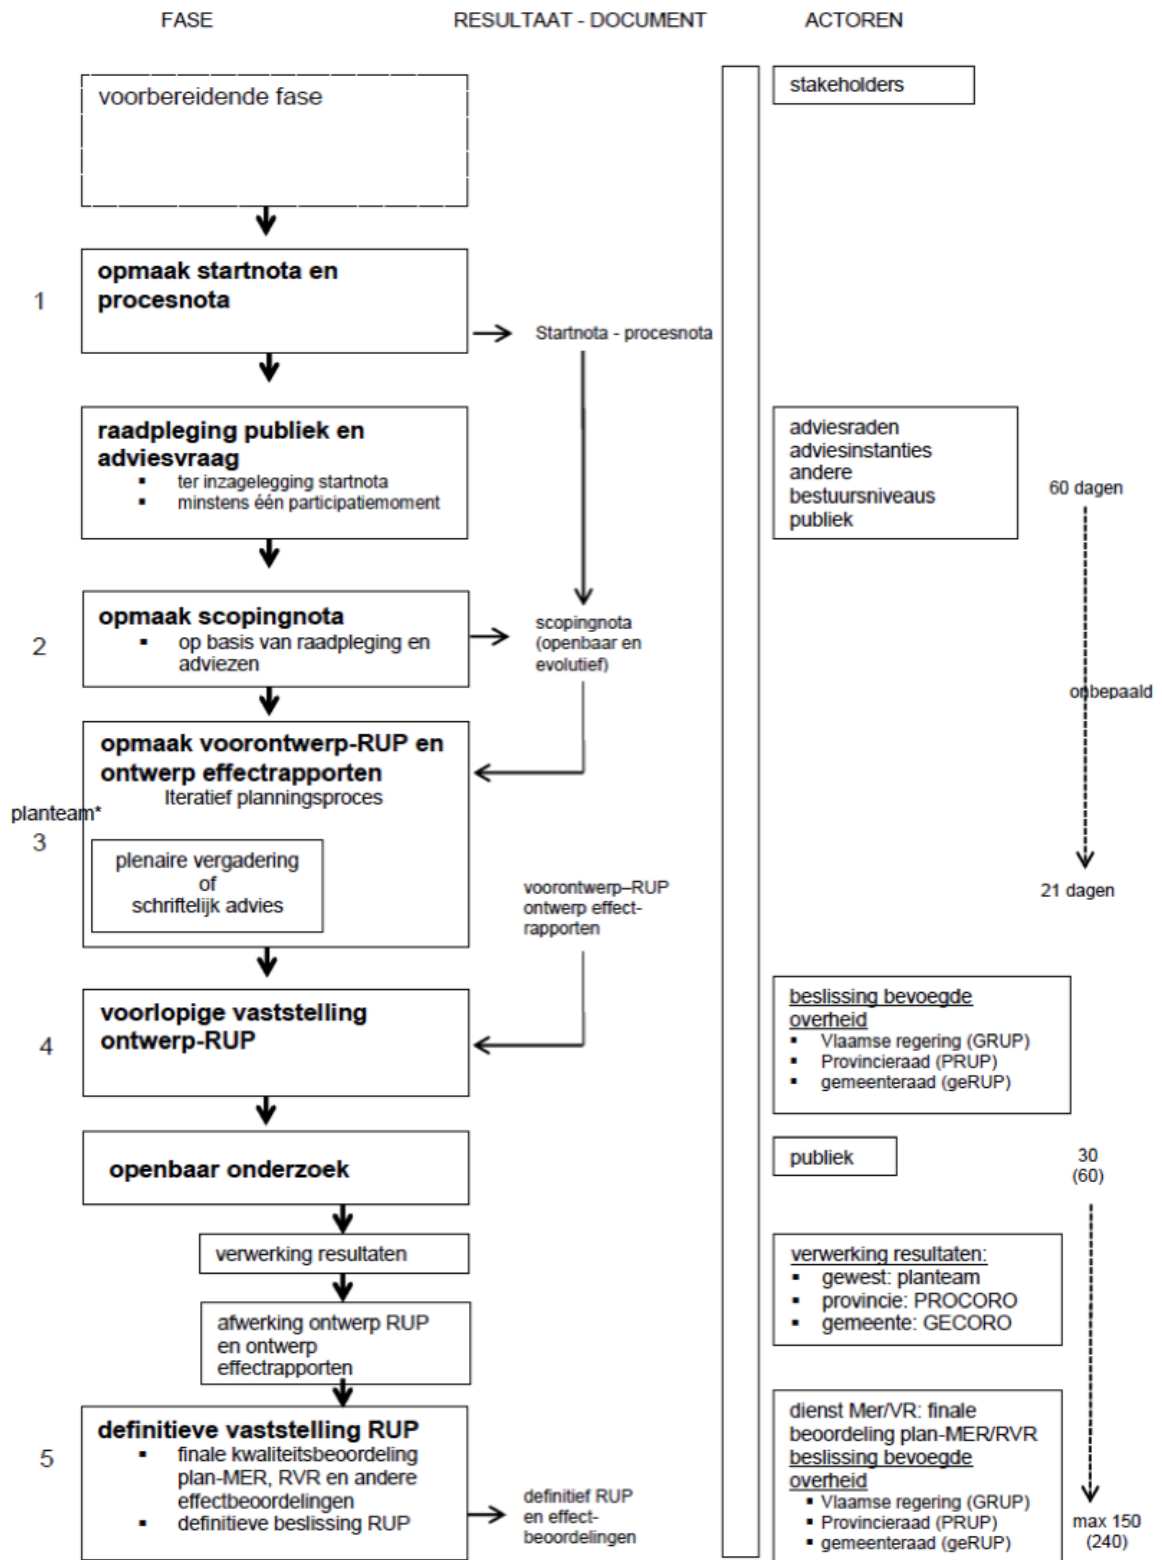 FASE
RESULTAAT - DOCUMENT
ACTOREN
voorbereidende fase
stakeholders
1
opmaak startnota en
procesnota
Startnota - procesnota
raadpleging publiek en
adviesvraag
▪ ter inzagelegging startnota
▪ minstens één participatiemoment
adviesraden
adviesinstanties
andere
bestuursniveaus
publiek
60 dagen
2
opmaak scopingnota
▪ op basis van raadpleging en
adviezen
scopingnota
(openbaar en
evolutief)
onbepaald
opmaak voorontwerp-RUP en
ontwerp effectrapporten
Iteratief planningsproces
planteam*
3
plenaire vergadering
of
schriftelijk advies
voorontwerp–RUP
ontwerp effect-
rapporten
21 dagen
4
voorlopige vaststelling
ontwerp-RUP
beslissing bevoegde
overheid
▪ Vlaamse regering (GRUP)
▪ Provincieraad (PRUP)
▪ gemeenteraad (geRUP)
openbaar onderzoek
publiek
30
(60)
verwerking resultaten
verwerking resultaten:
▪ gewest: planteam
▪ provincie: PROCORO
▪ gemeente: GECORO
afwerking ontwerp RUP
en ontwerp
effectrapporten
5
definitieve vaststelling RUP
▪ finale kwaliteitsbeoordeling
plan-MER, RVR en andere
effectbeoordelingen
▪ definitieve beslissing RUP
definitief RUP
en effect-
beoordelingen
dienst Mer/VR: finale
beoordeling plan-MER/RVR
beslissing bevoegde
overheid
▪ Vlaamse regering (GRUP)
▪ Provincieraad (PRUP)
▪ gemeenteraad (geRUP)
max 150
(240)